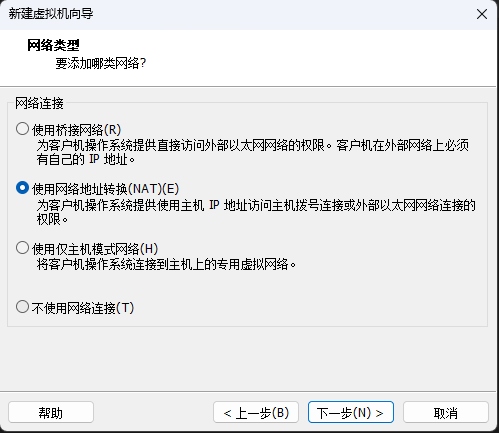 新建虚拟机向导
网络类型
要添加哪类网络?
网络连接
使用桥接网络(R)
为客户机操作系统提供直接访问外部以太网网络的权限。客户机在外部网络上必须
有自己的 IP 地址。
使用网络地址转换(NAT)(E)
为客户机操作系统提供使用主机 IP 地址访问主机拨号连接或外部以太网网络连接的
权限。
使用仅主机模式网络(H)
将客户机操作系统连接到主机上的专用虚拟网络。
不使用网络连接(T)
帮助
< 上一步(B)
下一步(N) >
取消